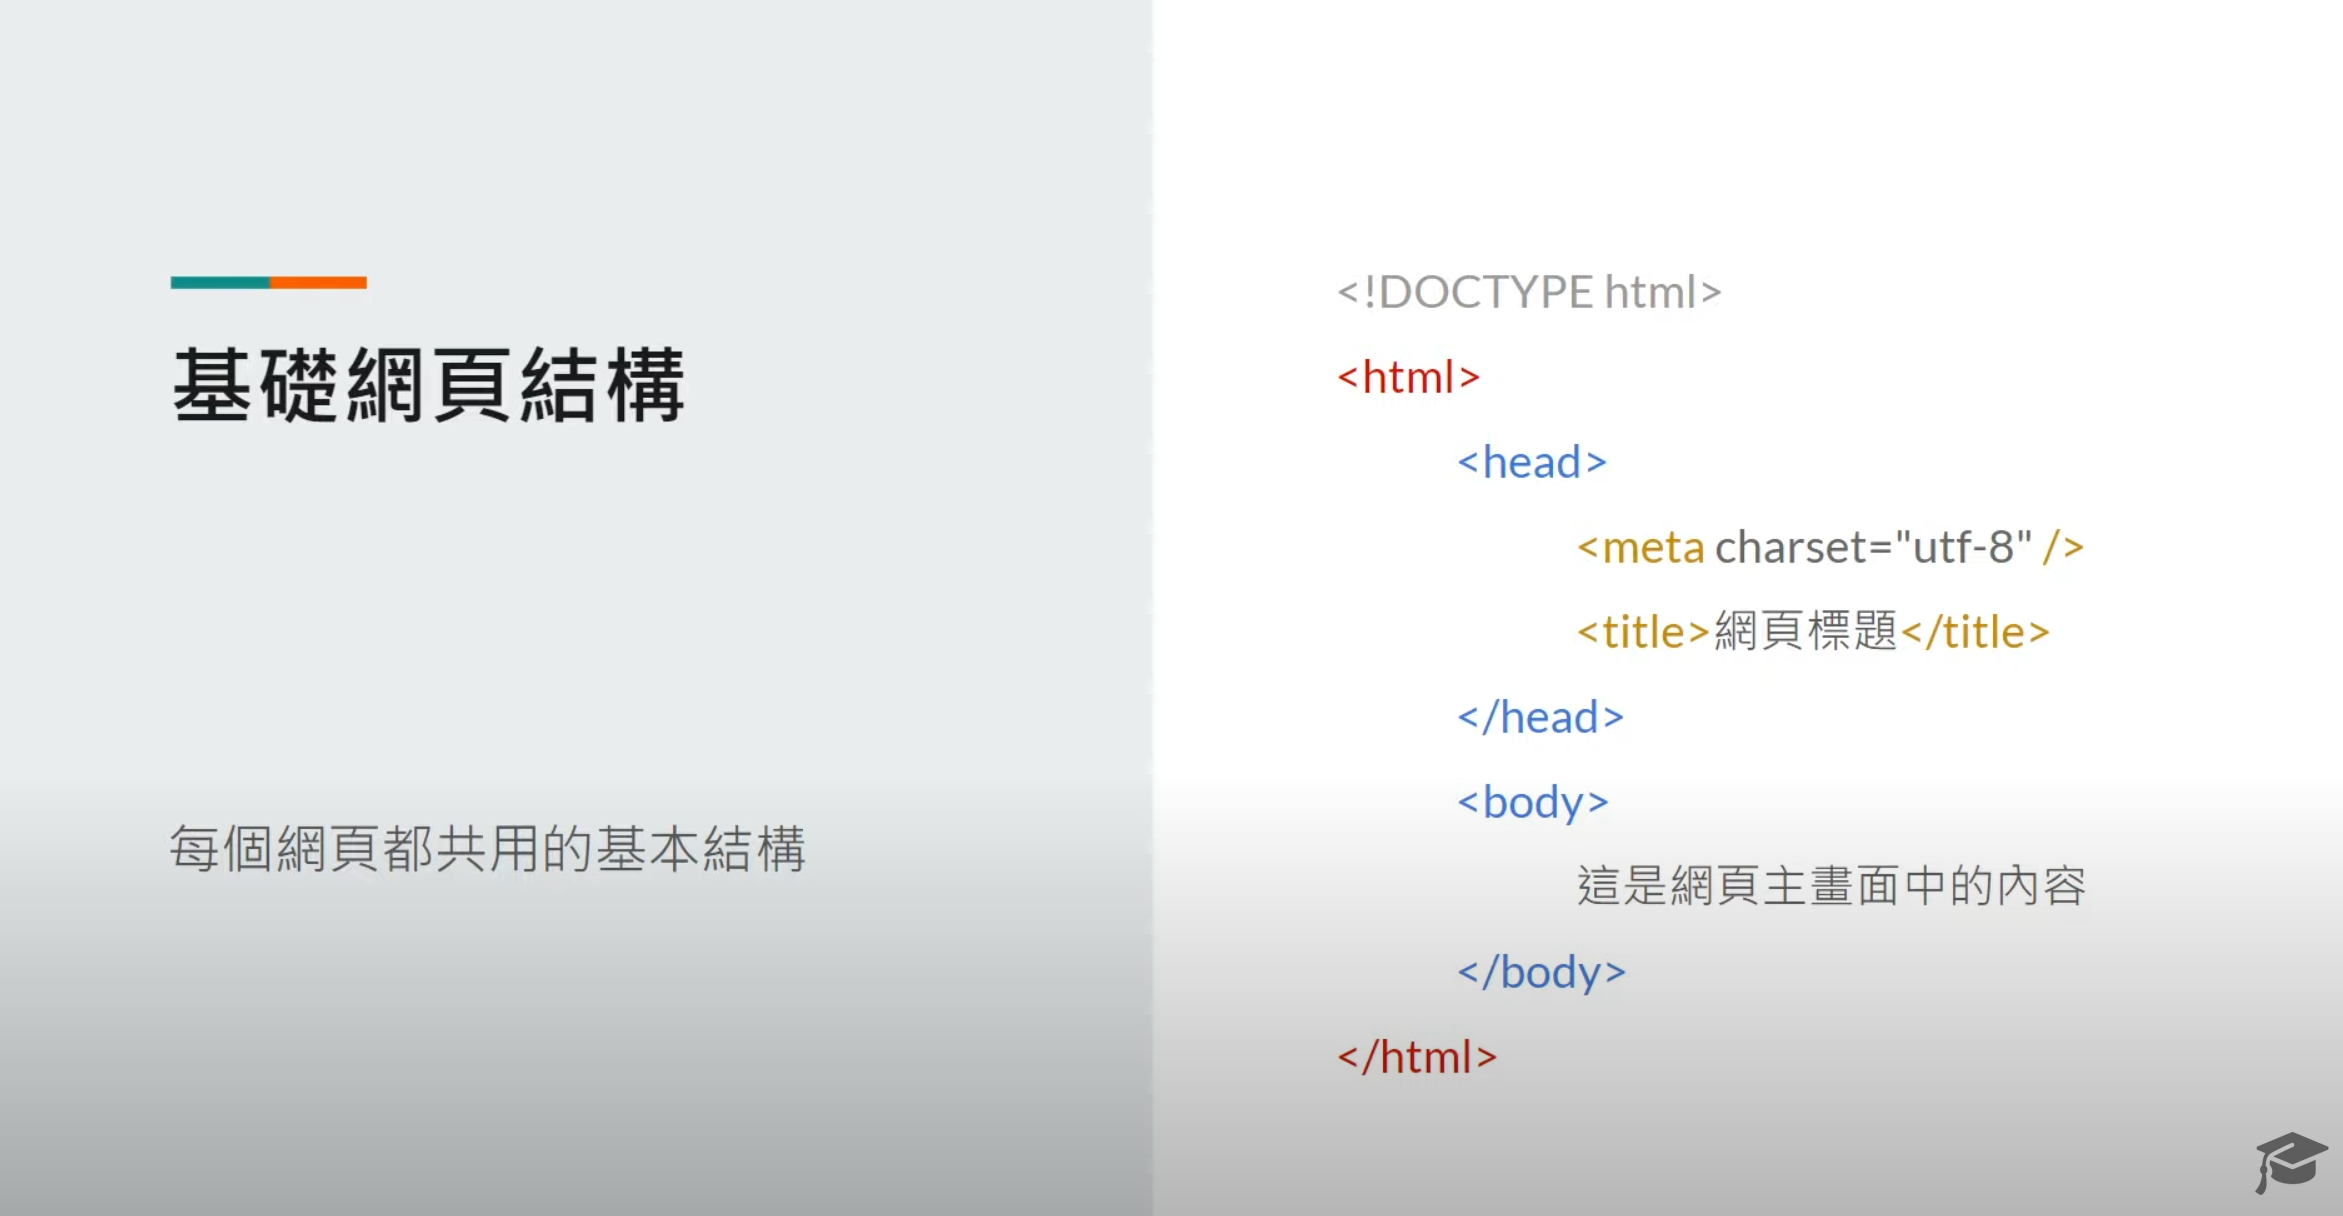 基礎網頁結構
每個網頁都共用的基本結構
<!DOCTYPE html>
<html>
<head>
<meta charset="utf-8" />
<title>網頁標題</title>
</head>
<body>
這是網頁主畫面中的內容
</body>
</html>